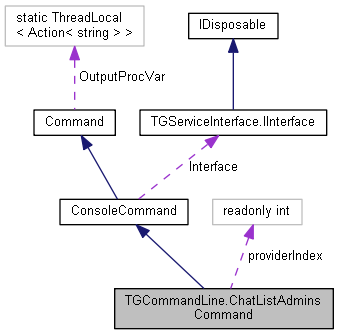 static ThreadLocal
< Action< string > >
IDisposable
OutputProcVar
Command
TGServiceInterface.IInterface
Interface
ConsoleCommand
readonly int
providerIndex
TGCommandLine.ChatListAdmins
Command